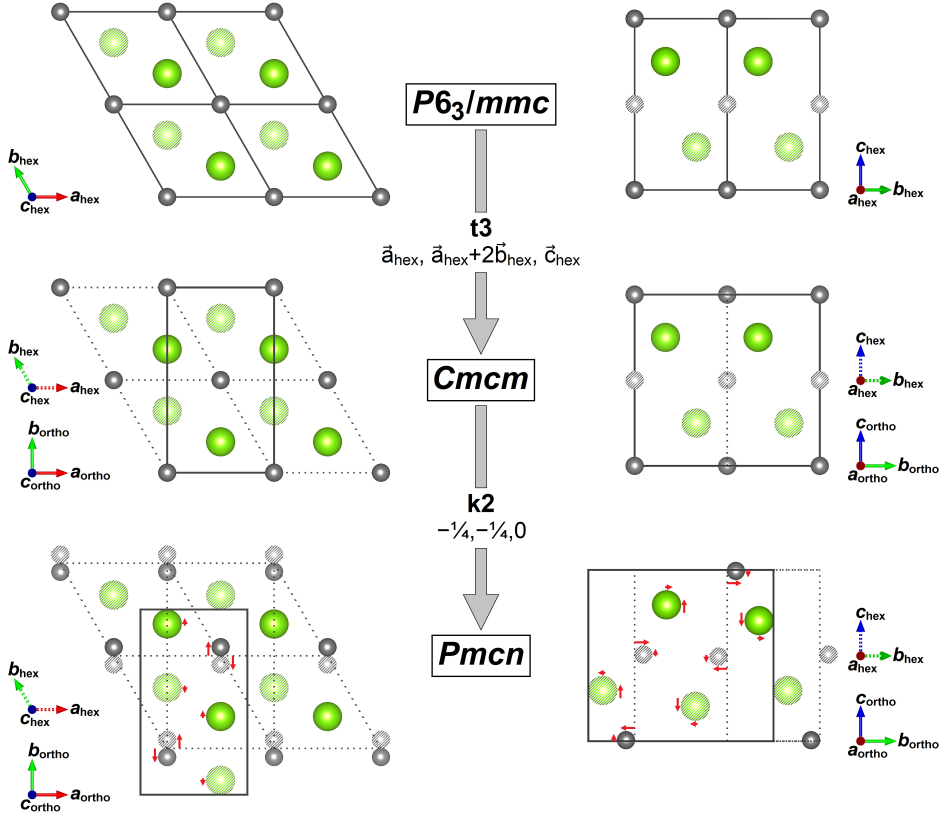 P6₃/mmc
b_hex
a_hex
c_hex
c_hex
b_hex
a_hex
t3
a⃗_hex, a⃗_hex+2b⃗_hex, c⃗_hex
b_hex
a_hex
c_hex
b_ortho
a_ortho
c_ortho
Cmcm
c_hex
b_hex
a_hex
c_ortho
b_ortho
a_ortho
k2
−¼,−¼,0
b_hex
a_hex
c_hex
b_ortho
a_ortho
c_ortho
Pmcn
c_hex
b_hex
a_hex
c_ortho
b_ortho
a_ortho